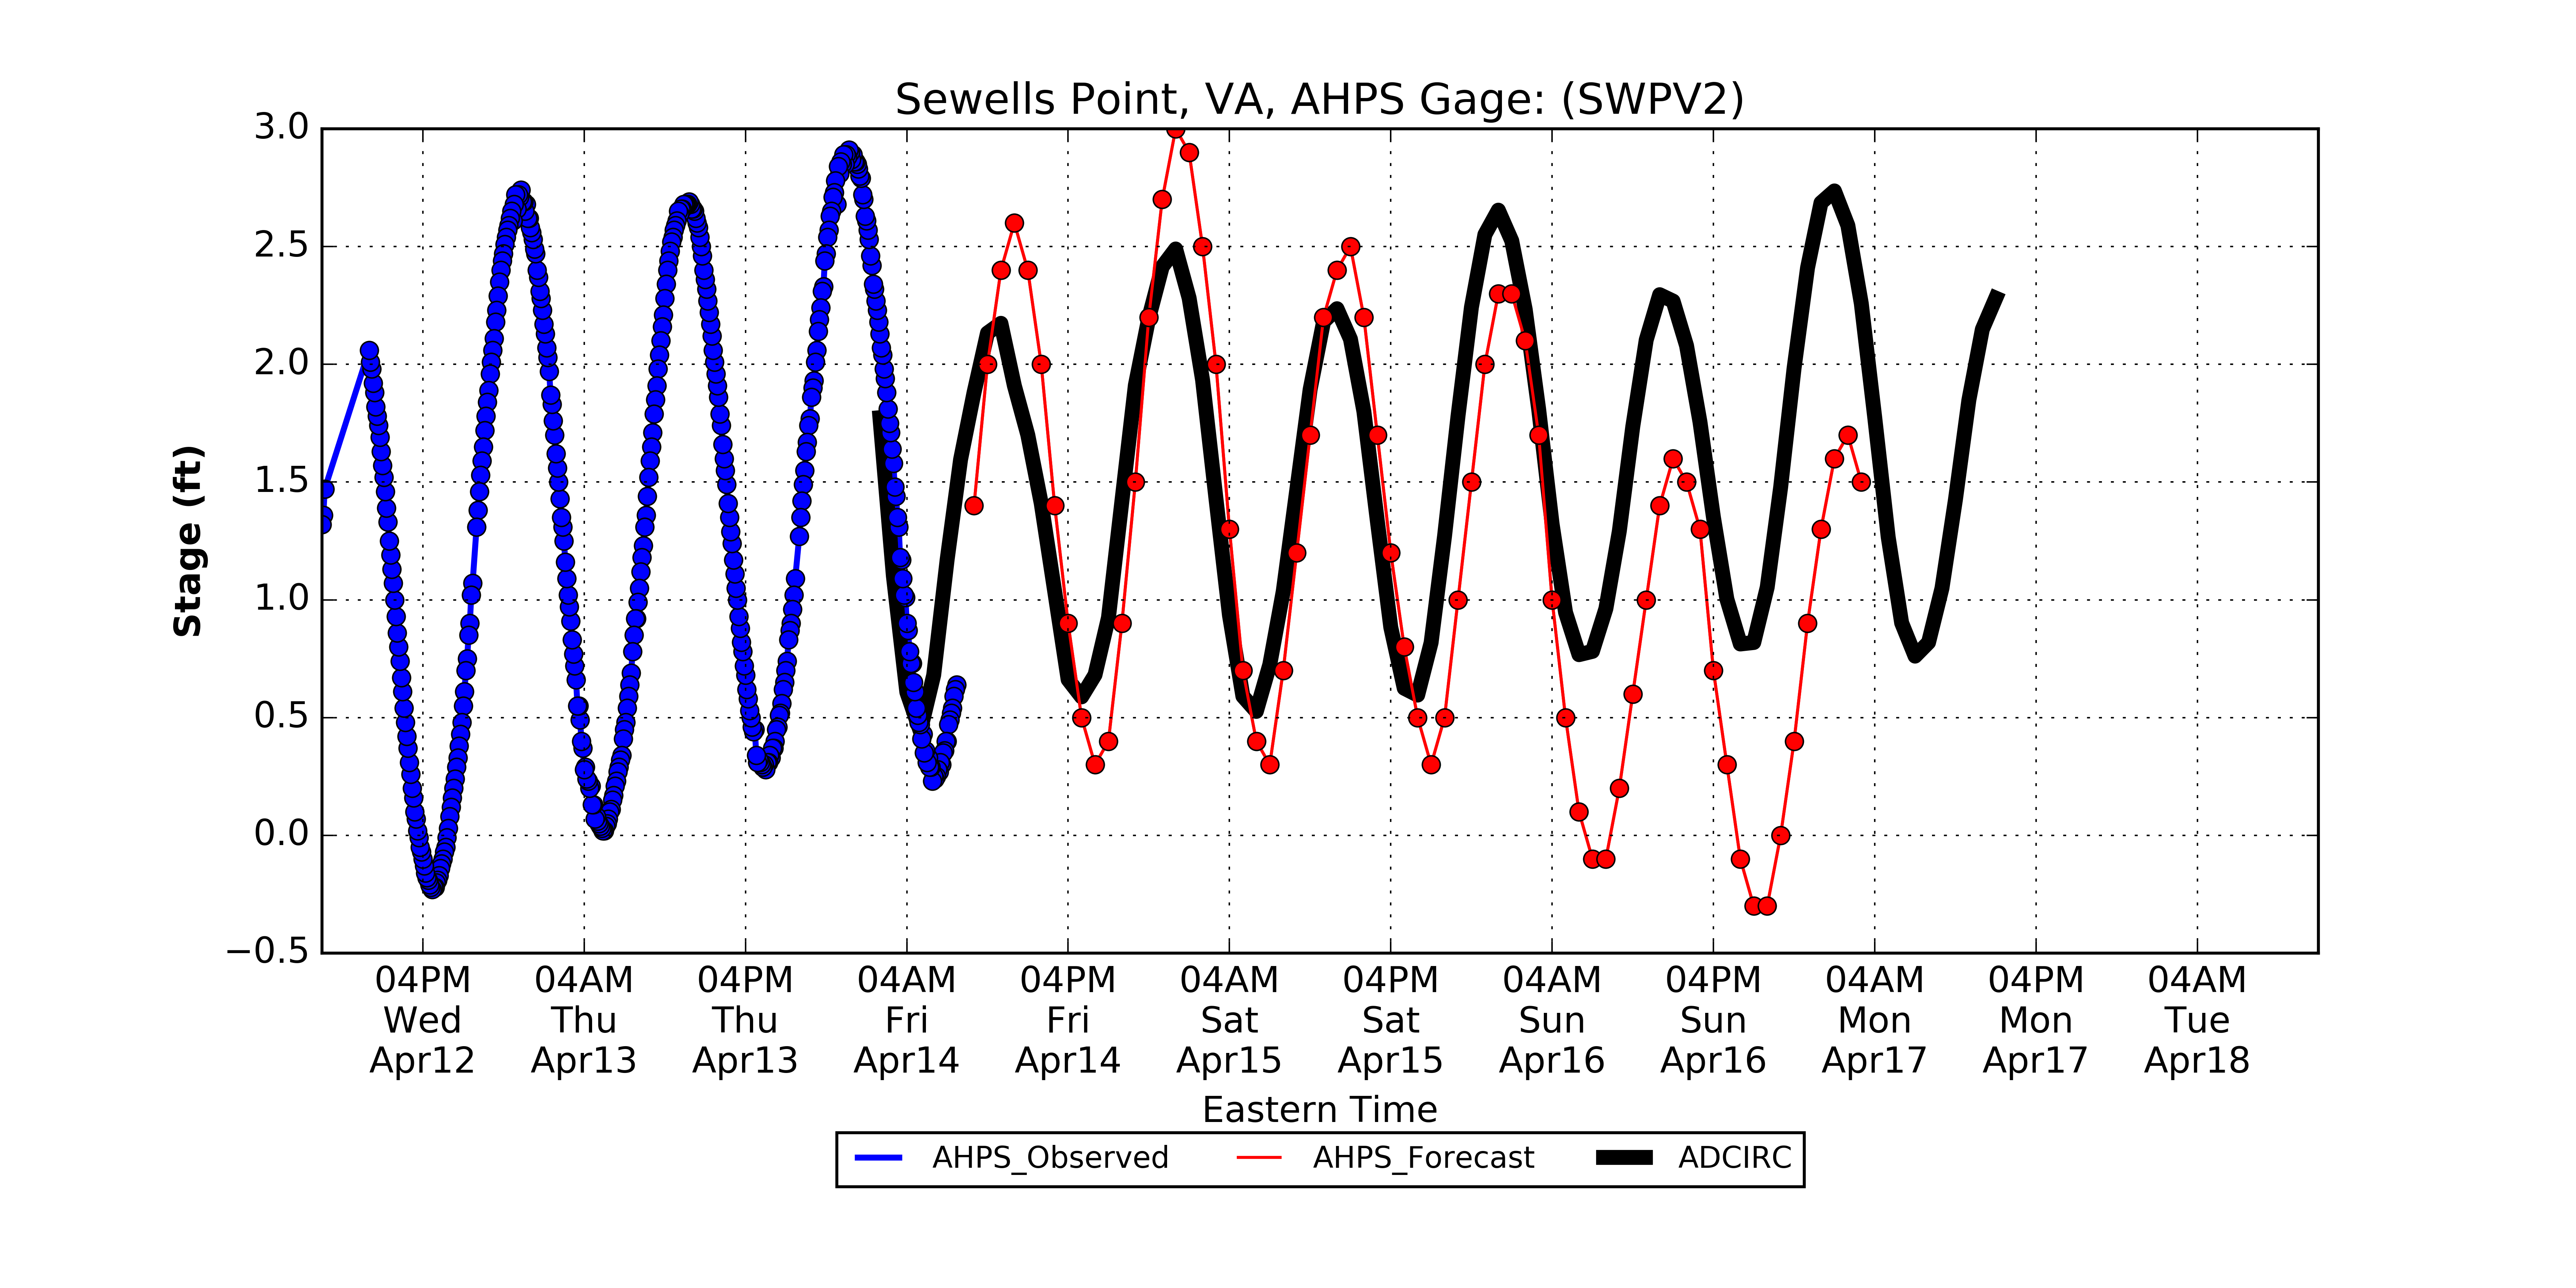 Sewells Point, VA, AHPS Gage: (SWPV2)
Stage (ft)
3.0
2.5
2.0
1.5
1.0
0.5
0.0
−0.5
04PM 04AM 04PM 04AM 04PM 04AM 04PM 04AM 04PM 04AM 04PM 04AM
Wed Thu Thu Fri Fri Sat Sat Sun Sun Mon Mon Tue
Apr12 Apr13 Apr13 Apr14 Apr14 Apr15 Apr15 Apr16 Apr16 Apr17 Apr17 Apr18
Eastern Time
AHPS_Observed AHPS_Forecast ADCIRC